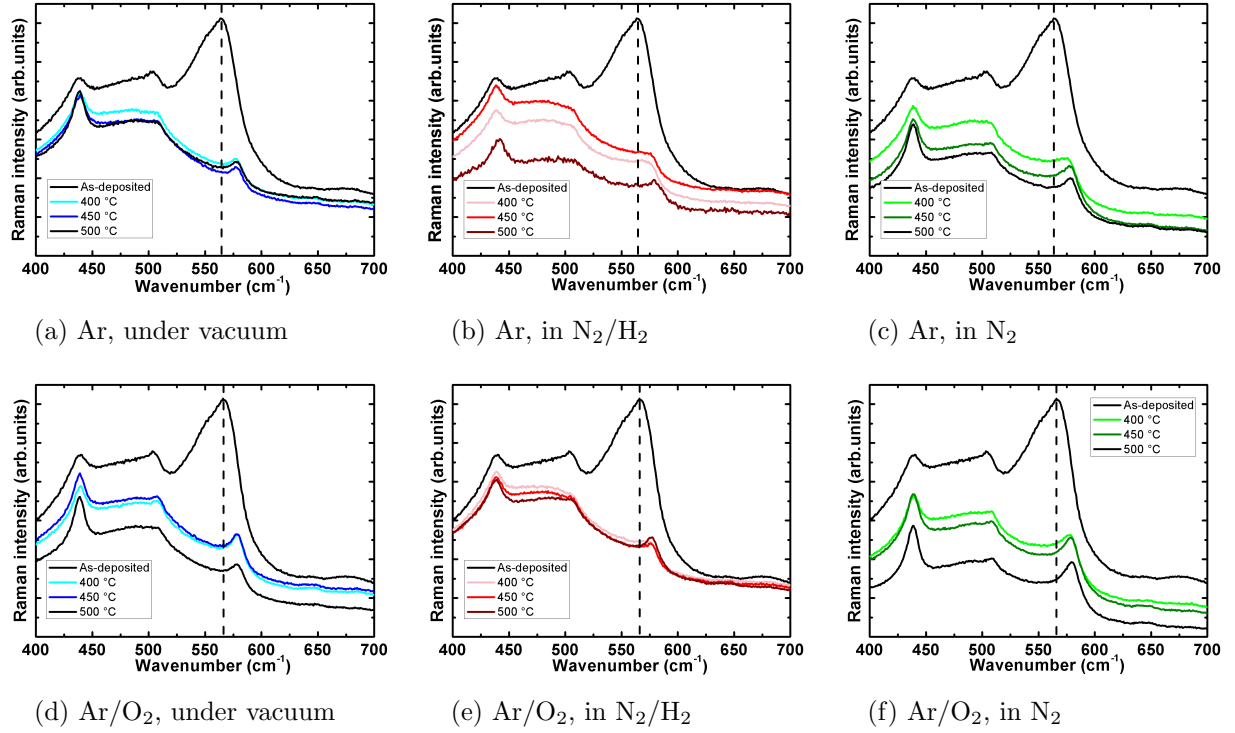 Raman intensity (arb.units)
As-deposited
400 °C
450 °C
500 °C
400 450 500 550 600 650 700
Wavenumber (cm⁻¹)
(a) Ar, under vacuum
Raman intensity (arb.units)
As-deposited
400 °C
450 °C
500 °C
400 450 500 550 600 650 700
Wavenumber (cm⁻¹)
(b) Ar, in N₂/H₂
Raman intensity (arb.units)
As-deposited
400 °C
450 °C
500 °C
400 450 500 550 600 650 700
Wavenumber (cm⁻¹)
(c) Ar, in N₂
Raman intensity (arb.units)
As-deposited
400 °C
450 °C
500 °C
400 450 500 550 600 650 700
Wavenumber (cm⁻¹)
(d) Ar/O₂, under vacuum
Raman intensity (arb.units)
As-deposited
400 °C
450 °C
500 °C
400 450 500 550 600 650 700
Wavenumber (cm⁻¹)
(e) Ar/O₂, in N₂/H₂
Raman intensity (arb.units)
As-deposited
400 °C
450 °C
500 °C
400 450 500 550 600 650 700
Wavenumber (cm⁻¹)
(f) Ar/O₂, in N₂